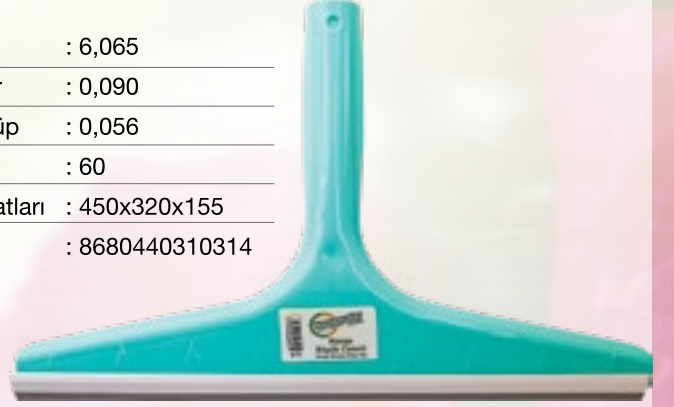 : 6,065
r : 0,090
üp : 0,056
: 60
atları : 450x320x155
: 8680440310314